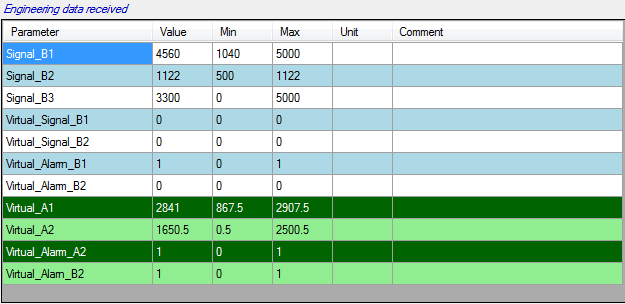 Engineering data received
Parameter Value Min Max Unit Comment
Signal_B1 4560 1040 5000
Signal_B2 1122 500 1122
Signal_B3 3300 0 5000
Virtual_Signal_B1 0 0 0
Virtual_Signal_B2 0 0 0
Virtual_Alarm_B1 1 0 1
Virtual_Alarm_B2 0 0 0
Virtual_A1 2841 867.5 2907.5
Virtual_A2 1650.5 0.5 2500.5
Virtual_Alarm_A2 1 0 1
Virtual_Alarm_B2 1 0 1